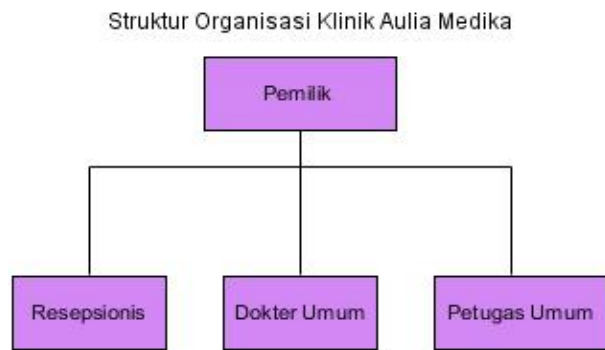 Struktur Organisasi Klinik Aulia Medika
Pemilik
Resepsionis
Dokter Umum
Petugas Umum